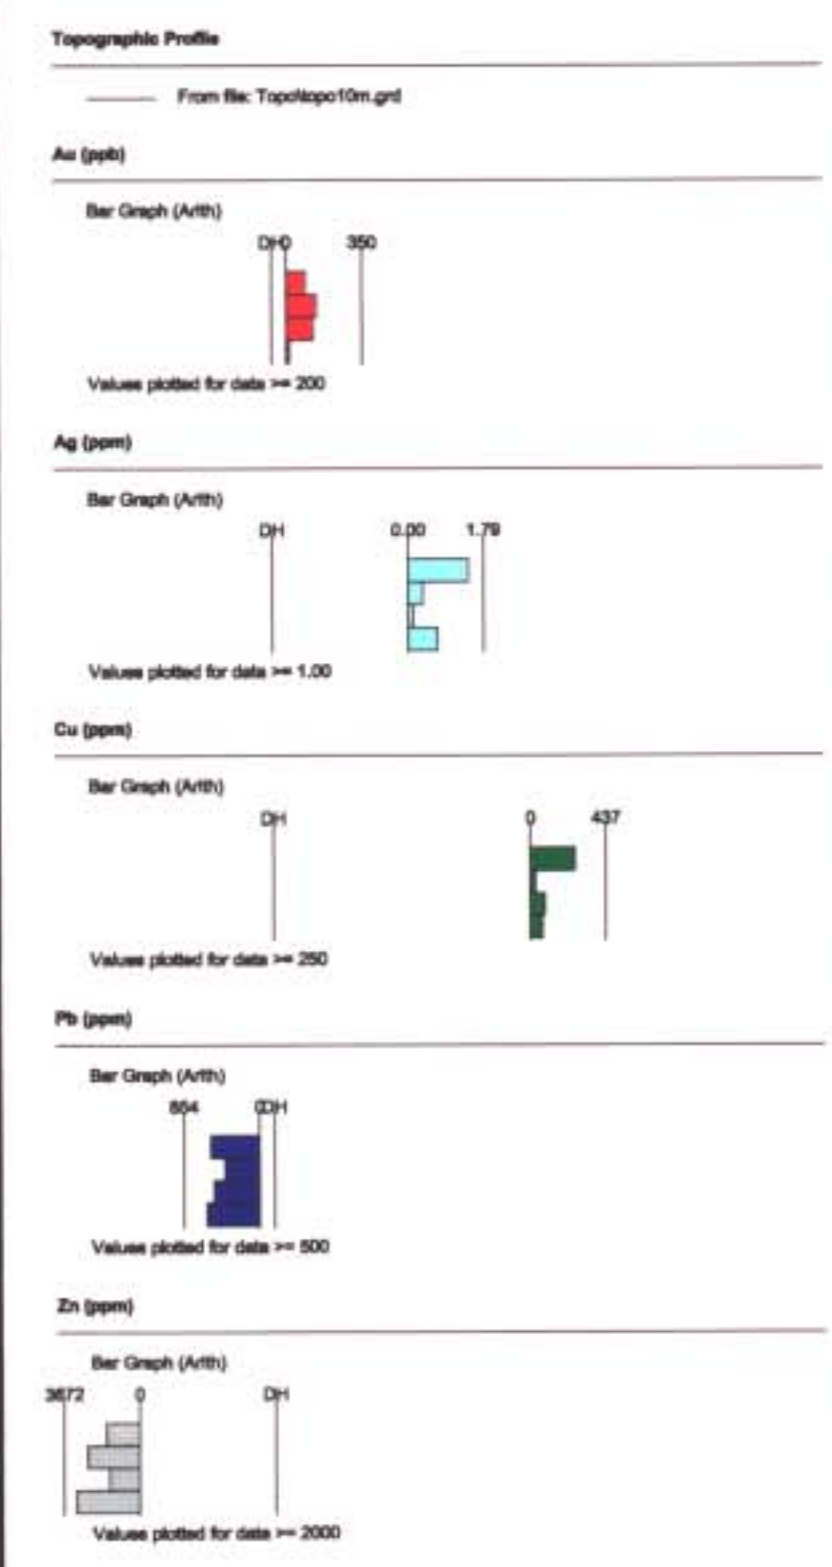 Topographic Profile
From file: Topo\topo10m.grd
Au (ppb)
Bar Graph (Arith)
DH 0 350
Values plotted for data >= 200
Ag (ppm)
Bar Graph (Arith)
DH 0.00 1.79
Values plotted for data >= 1.00
Cu (ppm)
Bar Graph (Arith)
DH 0 437
Values plotted for data >= 250
Pb (ppm)
Bar Graph (Arith)
854 0 DH
Values plotted for data >= 500
Zn (ppm)
Bar Graph (Arith)
3672 0 DH
Values plotted for data >= 2000